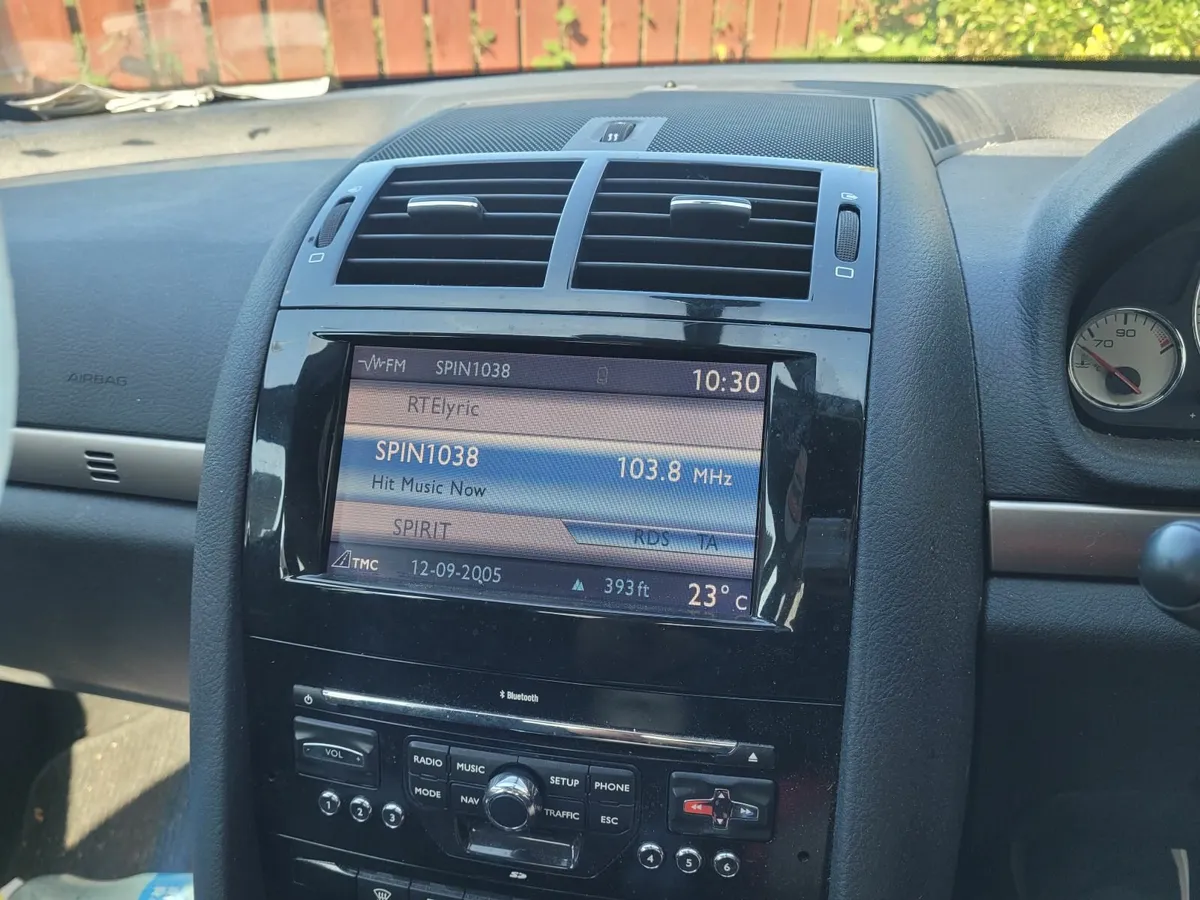 FM SPIN1038 10:30
RTElyric
SPIN1038 103.8 MHz
Hit Music Now
SPIRIT RDS TA
TMC 12-09-2005 393ft 23°C
AIRBAG
70 90
Bluetooth
VOL
RADIO MUSIC SETUP PHONE
MODE NAV TRAFFIC ESC
1 2 3
4 5 6
SD